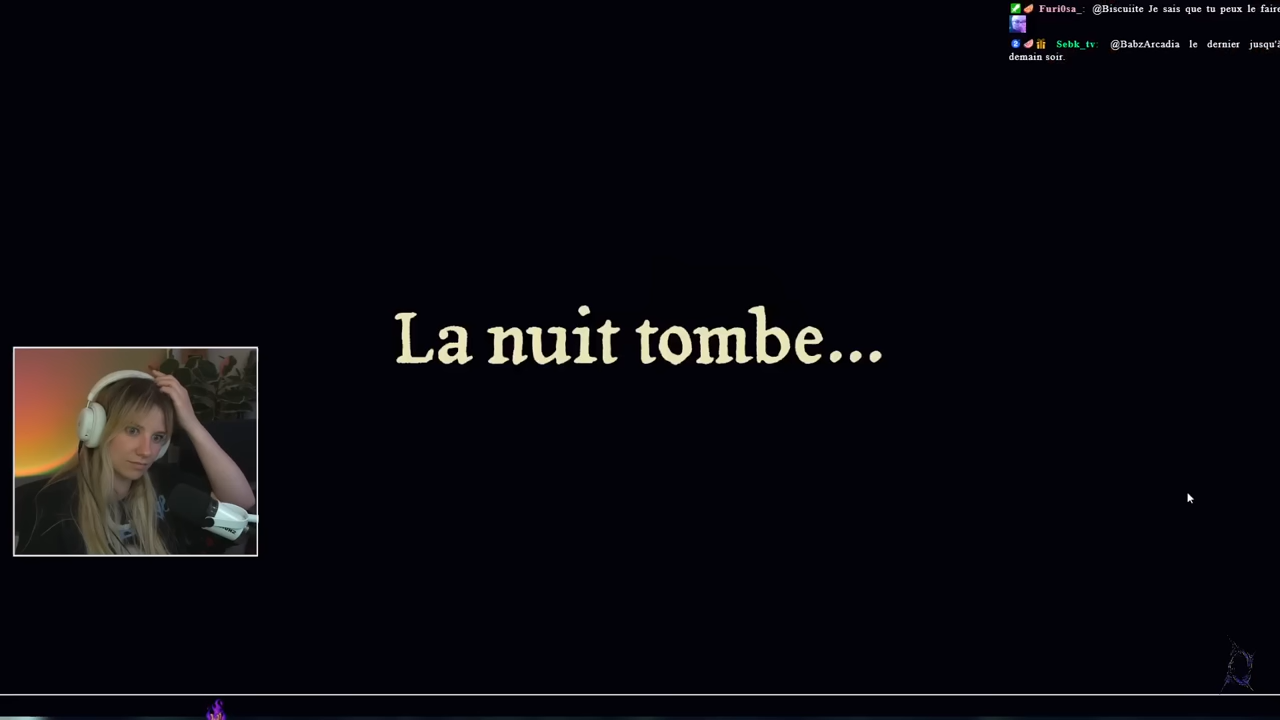 Furi0sa_: @Biscuiite Je sais que tu peux le faire
Sebk_tv: @BabzArcadia le dernier jusqu'à
demain soir.
La nuit tombe...